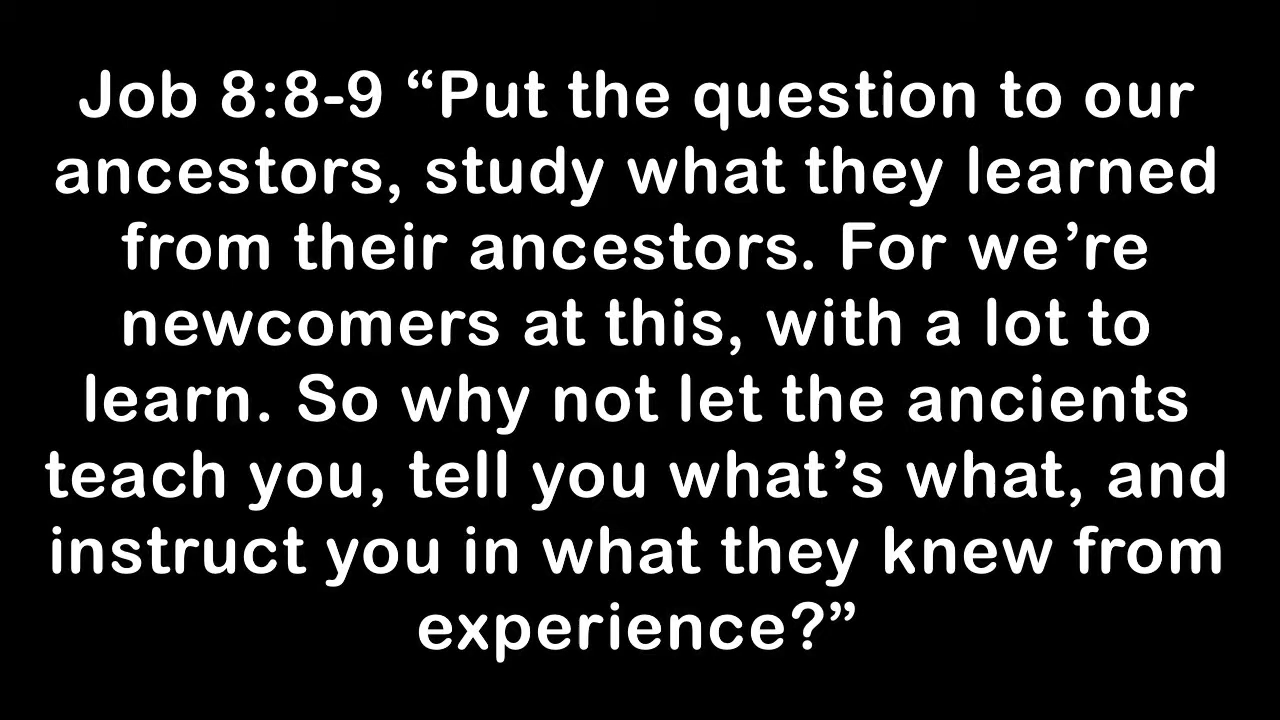 Job 8:8-9 “Put the question to our
ancestors, study what they learned
from their ancestors. For we’re
newcomers at this, with a lot to
learn. So why not let the ancients
teach you, tell you what’s what, and
instruct you in what they knew from
experience?”